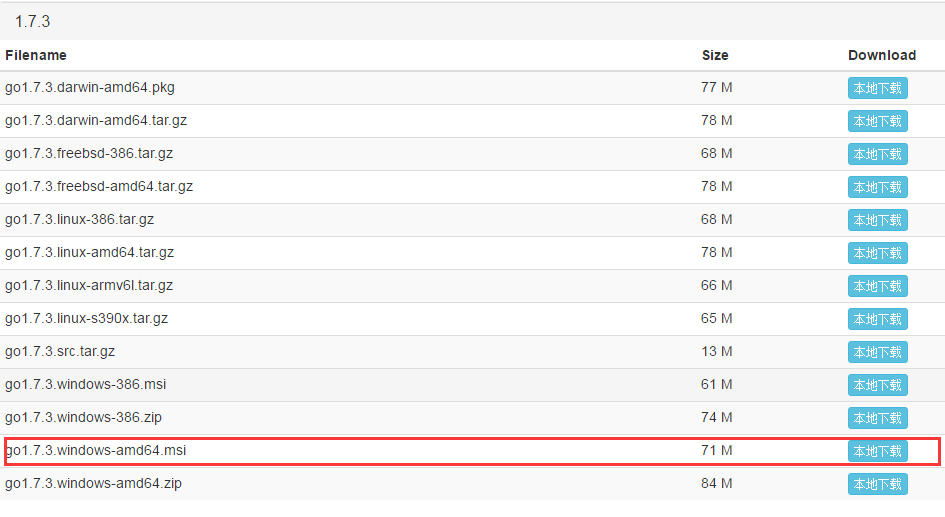 1.7.3
Filename Size Download
go1.7.3.darwin-amd64.pkg 77 M 本地下载
go1.7.3.darwin-amd64.tar.gz 78 M 本地下载
go1.7.3.freebsd-386.tar.gz 68 M 本地下载
go1.7.3.freebsd-amd64.tar.gz 78 M 本地下载
go1.7.3.linux-386.tar.gz 68 M 本地下载
go1.7.3.linux-amd64.tar.gz 78 M 本地下载
go1.7.3.linux-armv6l.tar.gz 66 M 本地下载
go1.7.3.linux-s390x.tar.gz 65 M 本地下载
go1.7.3.src.tar.gz 13 M 本地下载
go1.7.3.windows-386.msi 61 M 本地下载
go1.7.3.windows-386.zip 74 M 本地下载
go1.7.3.windows-amd64.msi 71 M 本地下载
go1.7.3.windows-amd64.zip 84 M 本地下载